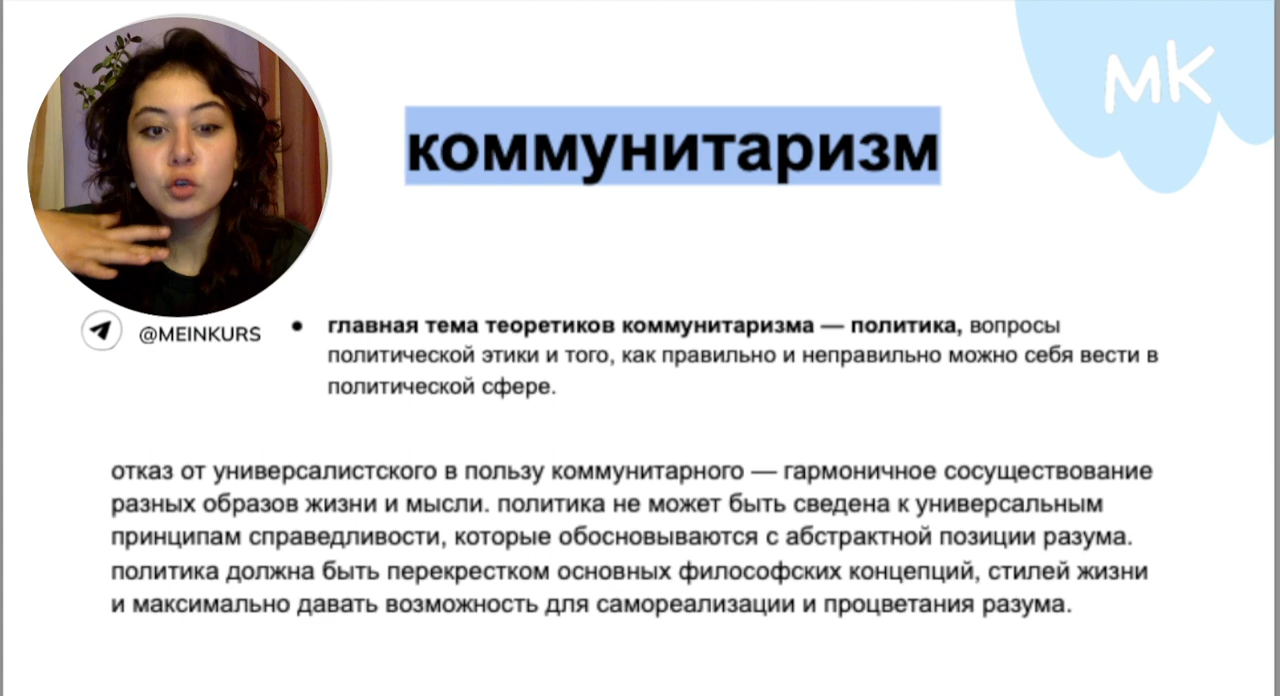 MK
коммунитаризм
@MEINKURS
• главная тема теоретиков коммунитаризма — политика, вопросы
политической этики и того, как правильно и неправильно можно себя вести в
политической сфере.
отказ от универсалистского в пользу коммунитарного — гармоничное сосуществование
разных образов жизни и мысли. политика не может быть сведена к универсальным
принципам справедливости, которые обосновываются с абстрактной позиции разума.
политика должна быть перекрестком основных философских концепций, стилей жизни
и максимально давать возможность для самореализации и процветания разума.